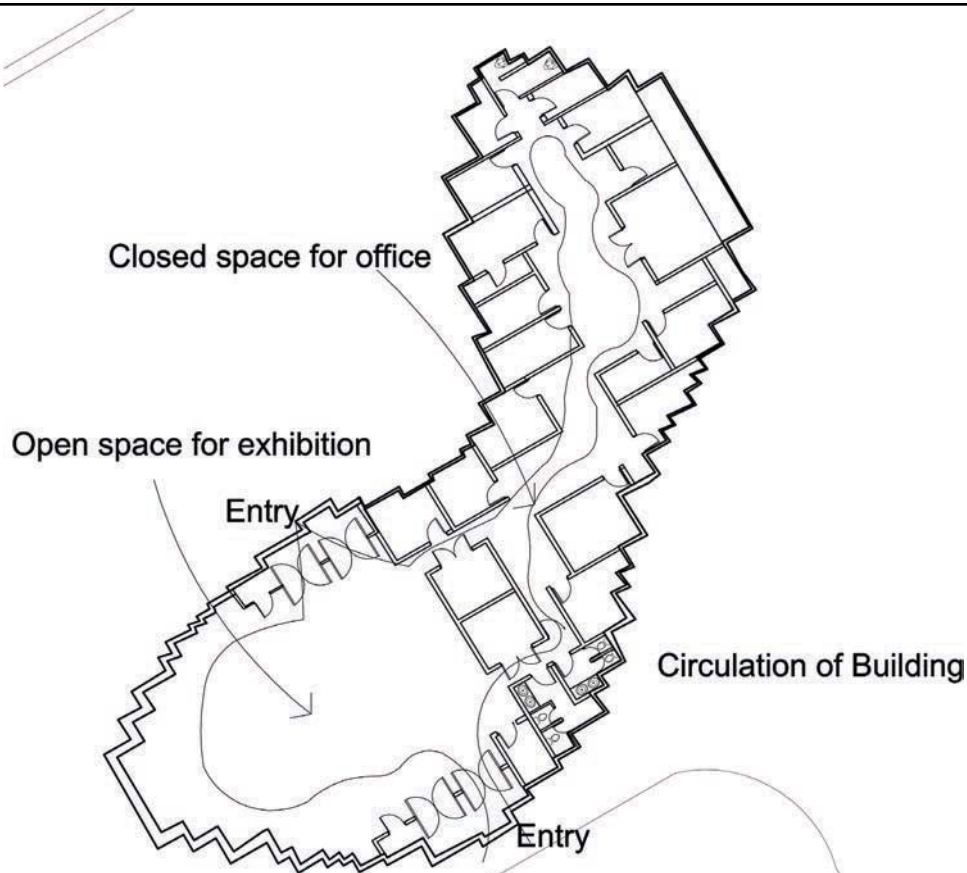 Closed space for office
Open space for exhibition
Entry
Circulation of Building
Entry